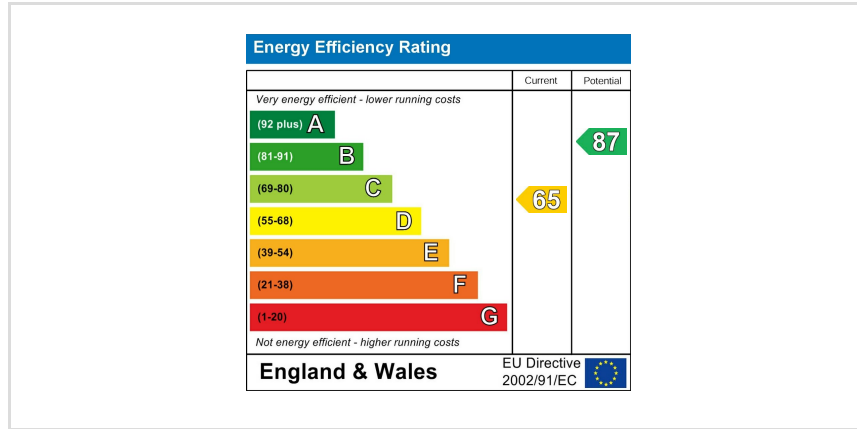 Energy Efficiency Rating
Current Potential
Very energy efficient - lower running costs
(92 plus) A
(81-91) B
87
(69-80) C
65
(55-68) D
(39-54) E
(21-38) F
(1-20) G
Not energy efficient - higher running costs
England & Wales
EU Directive
2002/91/EC